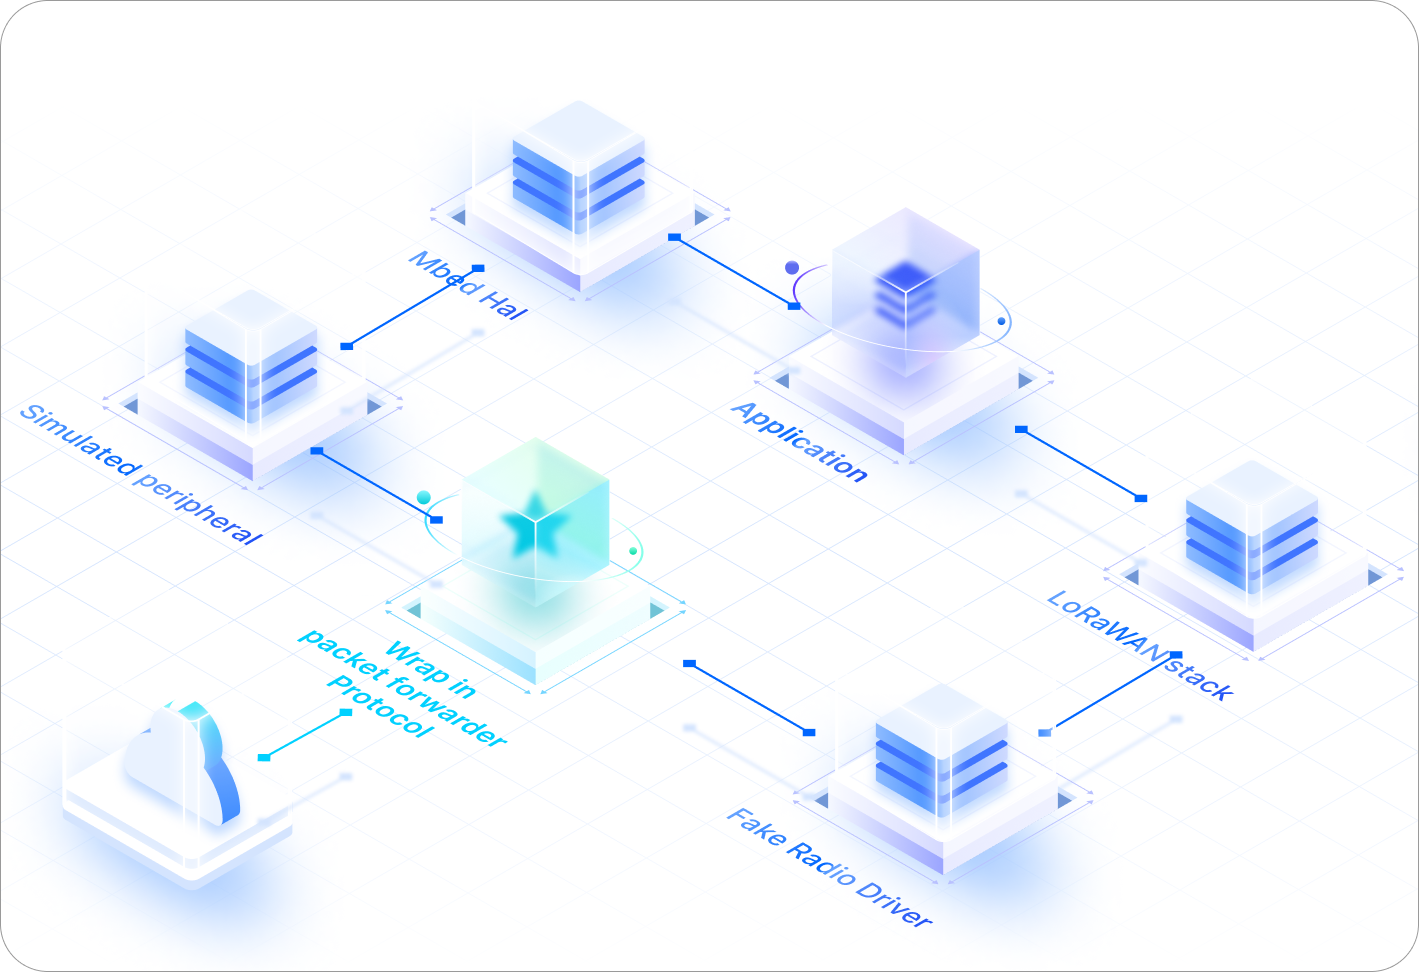 Mbed Hal
Simulated peripheral
Application
LoRaWAN stack
Wrap in
packet forwarder
Protocol
Fake Radio Driver